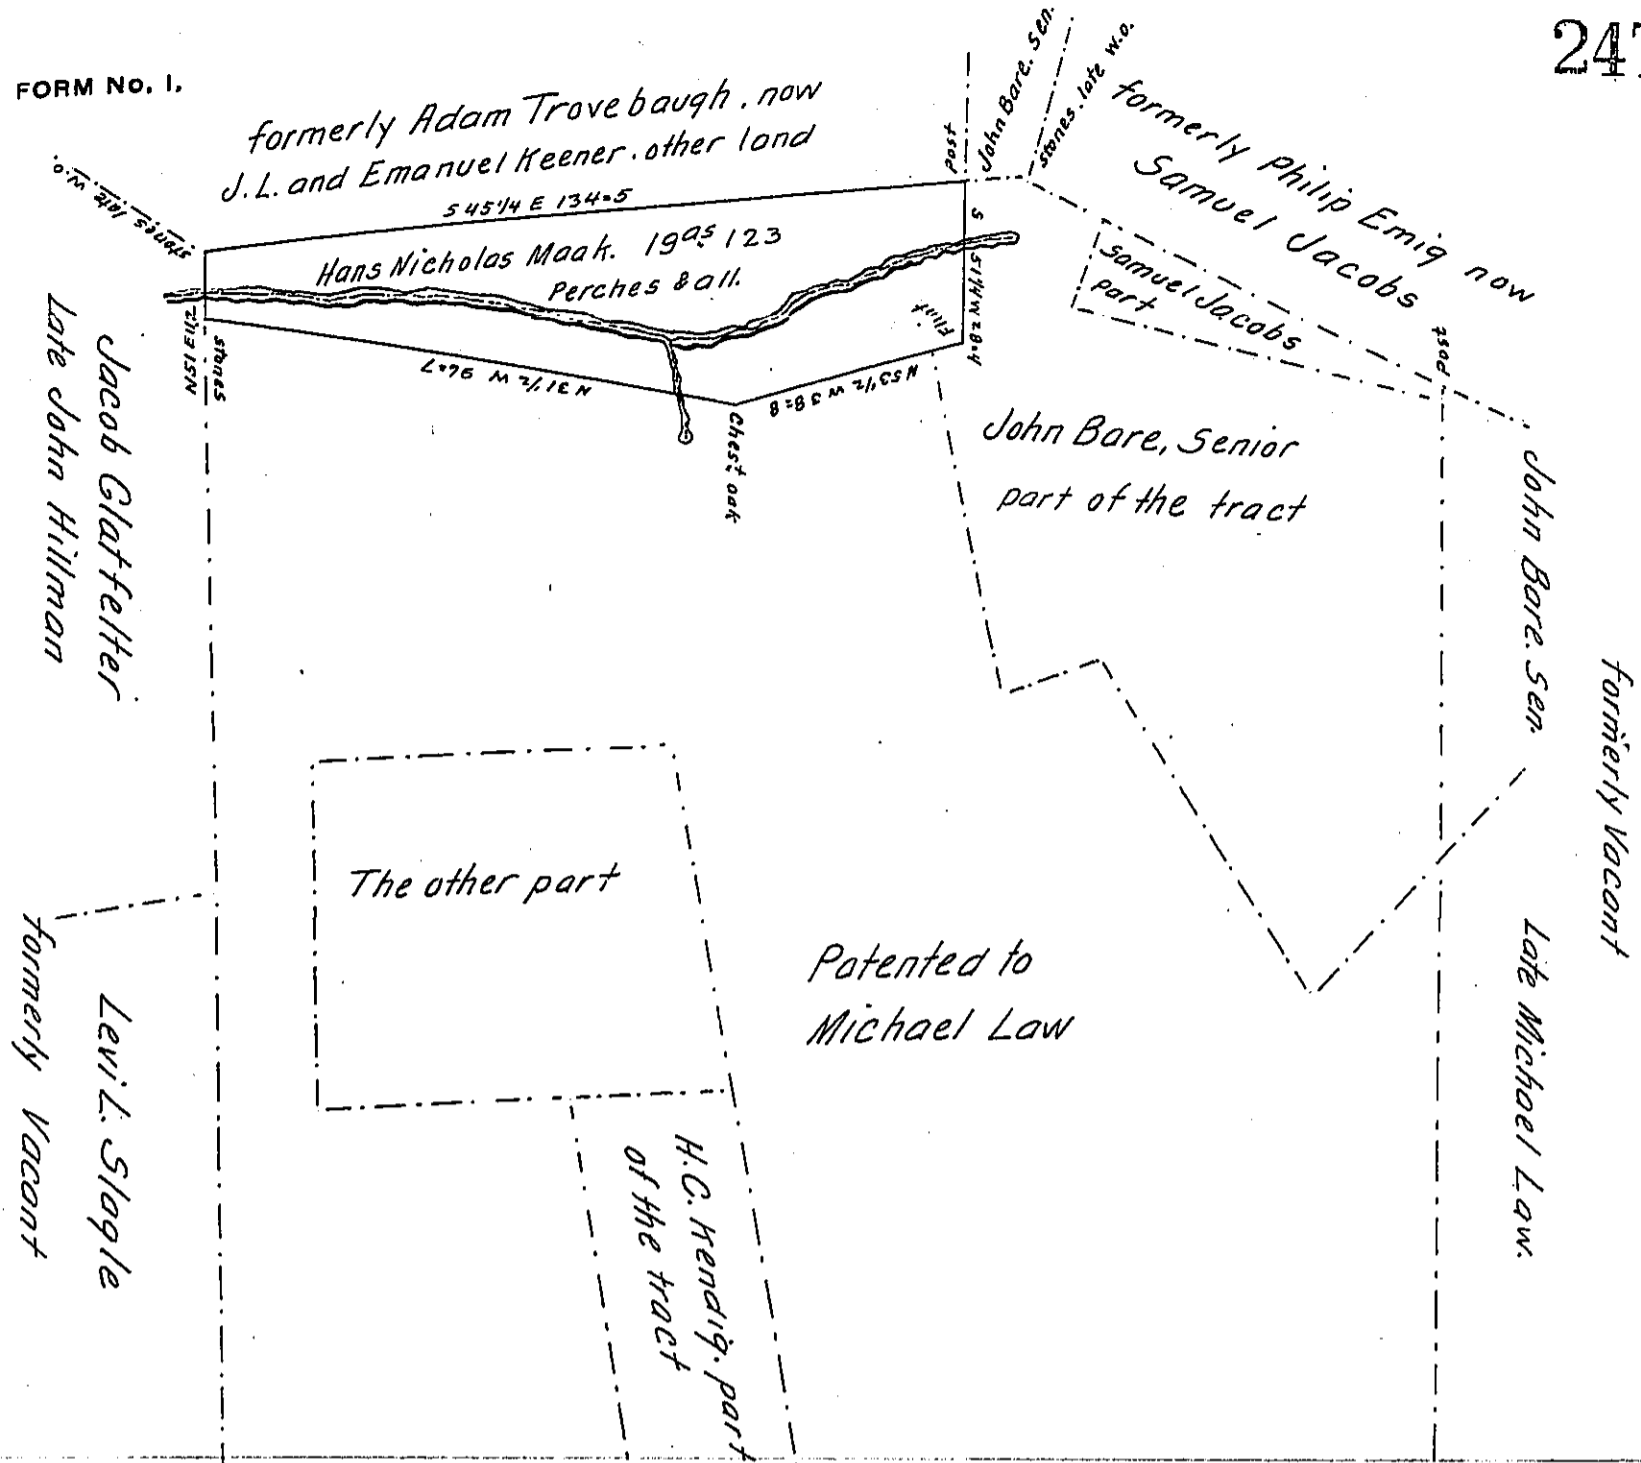 247
FORM No. 1.
formerly Adam Trovebaugh, now
J.L. and Emanuel Keener. other land
S 45 1/4 E 134=5
post
John Bare. Sen.
stones. late w.o.
formerly Philip Emig now
Samuel Jacobs
Samuel Jacobs
part
post
stones. late w.o.
Hans Nicholas Maak. 19as 123
Perches & all.
S 51 1/4 W 28=4
Flint
N 53 1/2 W 38=8
Chest. oak
N 31 1/2 W 96=7
stones
Jacob Glatfelter
Late John Hillman
John Bare, Senior
part of the tract
John Bare. Sen.
formerly Vacant
Late Michael Law.
The other part
Patented to
Michael Law
H.C. Kendig. part
of the tract
Levi L. Slagle
formerly Vacant